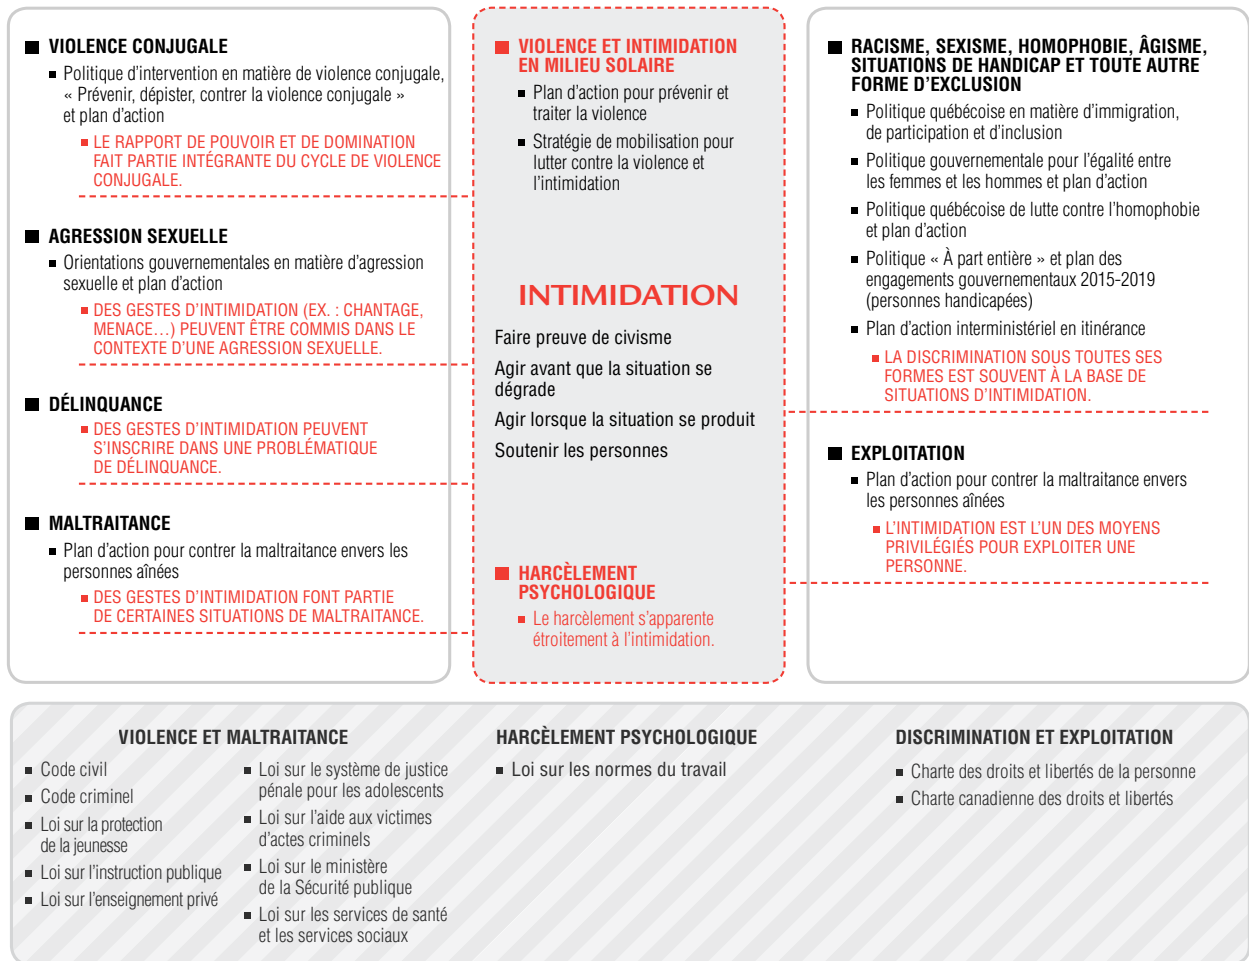 VIOLENCE CONJUGALE
Politique d'intervention en matière de violence conjugale,
« Prévenir, dépister, contrer la violence conjugale »
et plan d'action
LE RAPPORT DE POUVOIR ET DE DOMINATION
FAIT PARTIE INTÉGRANTE DU CYCLE DE VIOLENCE
CONJUGALE.
AGRESSION SEXUELLE
Orientations gouvernementales en matière d'agression
sexuelle et plan d'action
DES GESTES D'INTIMIDATION (EX. : CHANTAGE,
MENACE…) PEUVENT ÊTRE COMMIS DANS LE
CONTEXTE D'UNE AGRESSION SEXUELLE.
DÉLINQUANCE
DES GESTES D'INTIMIDATION PEUVENT
S'INSCRIRE DANS UNE PROBLÉMATIQUE
DE DÉLINQUANCE.
MALTRAITANCE
Plan d'action pour contrer la maltraitance envers les
personnes aînées
DES GESTES D'INTIMIDATION FONT PARTIE
DE CERTAINES SITUATIONS DE MALTRAITANCE.
VIOLENCE ET INTIMIDATION
EN MILIEU SOLAIRE
Plan d'action pour prévenir et
traiter la violence
Stratégie de mobilisation pour
lutter contre la violence et
l'intimidation
INTIMIDATION
Faire preuve de civisme
Agir avant que la situation se
dégrade
Agir lorsque la situation se produit
Soutenir les personnes
HARCÈLEMENT
PSYCHOLOGIQUE
Le harcèlement s'apparente
étroitement à l'intimidation.
RACISME, SEXISME, HOMOPHOBIE, ÂGISME,
SITUATIONS DE HANDICAP ET TOUTE AUTRE
FORME D'EXCLUSION
Politique québécoise en matière d'immigration,
de participation et d'inclusion
Politique gouvernementale pour l'égalité entre
les femmes et les hommes et plan d'action
Politique québécoise de lutte contre l'homophobie
et plan d'action
Politique « À part entière » et plan des
engagements gouvernementaux 2015-2019
(personnes handicapées)
Plan d'action interministériel en itinérance
LA DISCRIMINATION SOUS TOUTES SES
FORMES EST SOUVENT À LA BASE DE
SITUATIONS D'INTIMIDATION.
EXPLOITATION
Plan d'action pour contrer la maltraitance envers
les personnes aînées
L'INTIMIDATION EST L'UN DES MOYENS
PRIVILÉGIÉS POUR EXPLOITER UNE
PERSONNE.
VIOLENCE ET MALTRAITANCE
Code civil
Code criminel
Loi sur la protection
de la jeunesse
Loi sur l'instruction publique
Loi sur l'enseignement privé
Loi sur le système de justice
pénale pour les adolescents
Loi sur l'aide aux victimes
d'actes criminels
Loi sur le ministère
de la Sécurité publique
Loi sur les services de santé
et les services sociaux
HARCÈLEMENT PSYCHOLOGIQUE
Loi sur les normes du travail
DISCRIMINATION ET EXPLOITATION
Charte des droits et libertés de la personne
Charte canadienne des droits et libertés